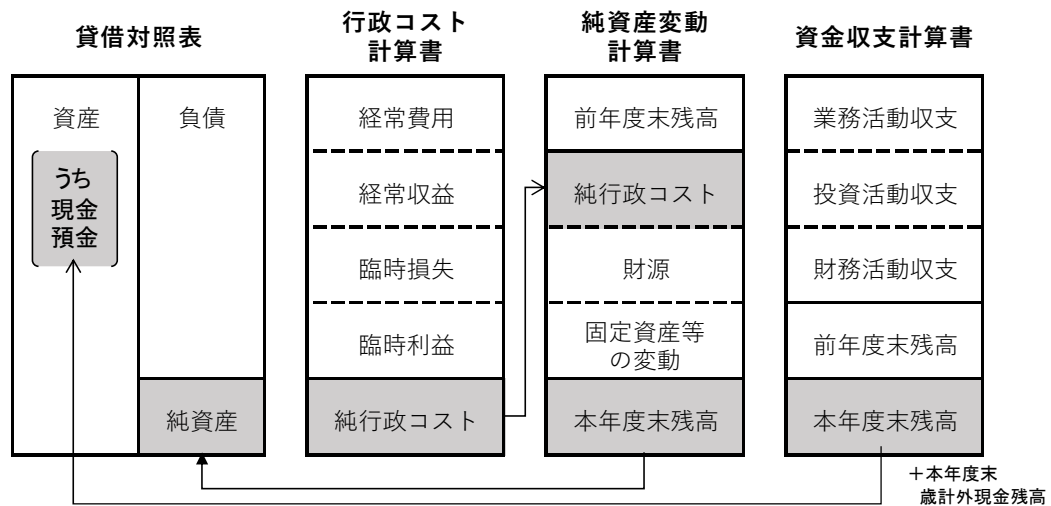 貸借対照表
資産
うち
現金
預金
負債
純資産
行政コスト
計算書
経常費用
経常収益
臨時損失
臨時利益
純行政コスト
純資産変動
計算書
前年度末残高
純行政コスト
財源
固定資産等
の変動
本年度末残高
資金収支計算書
業務活動収支
投資活動収支
財務活動収支
前年度末残高
本年度末残高
＋本年度末
歳計外現金残高